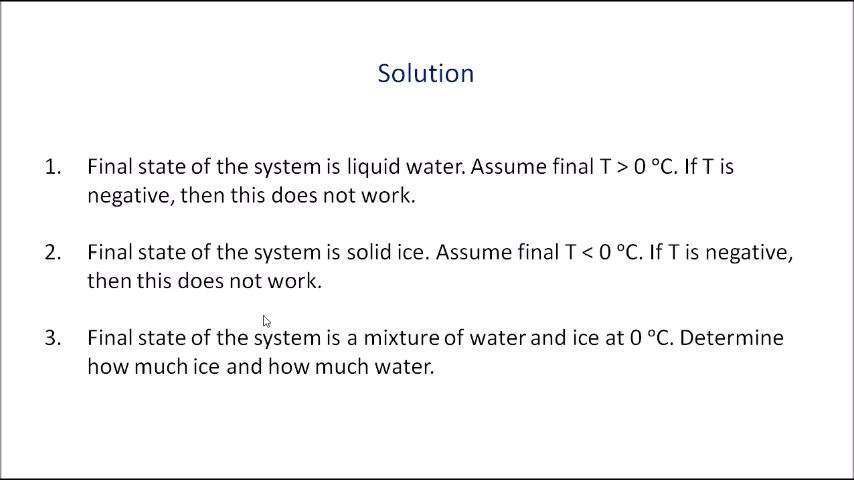 Solution
1. Final state of the system is liquid water. Assume final T > 0 ºC. If T is
negative, then this does not work.
2. Final state of the system is solid ice. Assume final T < 0 ºC. If T is negative,
then this does not work.
3. Final state of the system is a mixture of water and ice at 0 ºC. Determine
how much ice and how much water.